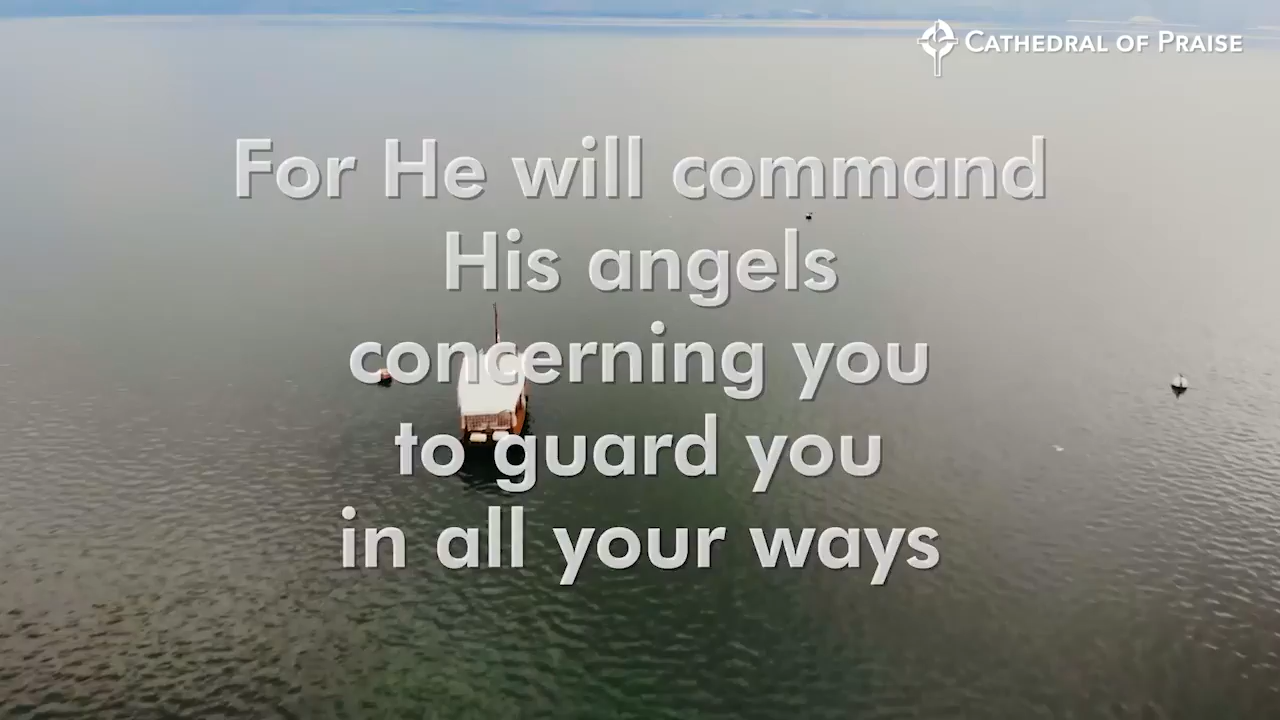 Cathedral of Praise
For He will command
His angels
concerning you
to guard you
in all your ways